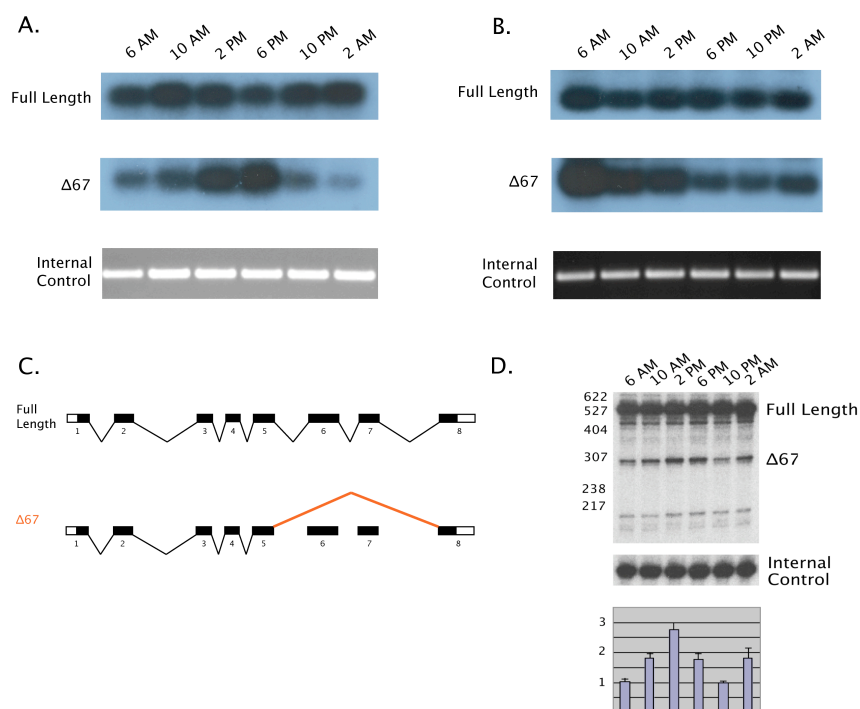 A.
6 AM 10 AM 2 PM 6 PM 10 PM 2 AM
Full Length
Δ67
Internal
Control
B.
6 AM 10 AM 2 PM 6 PM 10 PM 2 AM
Full Length
Δ67
Internal
Control
C.
Full
Length
1 2 3 4 5 6 7 8
Δ67
1 2 3 4 5 6 7 8
D.
6 AM 10 AM 2 PM 6 PM 10 PM 2 AM
622
527
404
307
238
217
Full Length
Δ67
Internal
Control
3
2
1